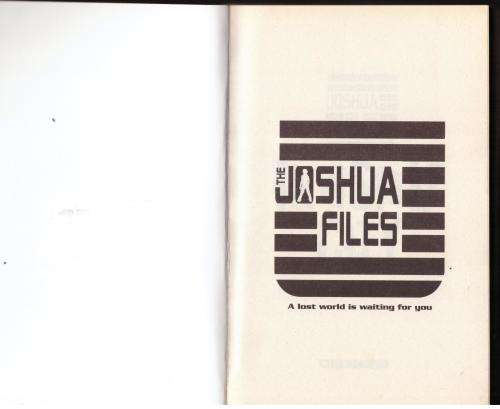 THE
JOSHUA
FILES
A lost world is waiting for you